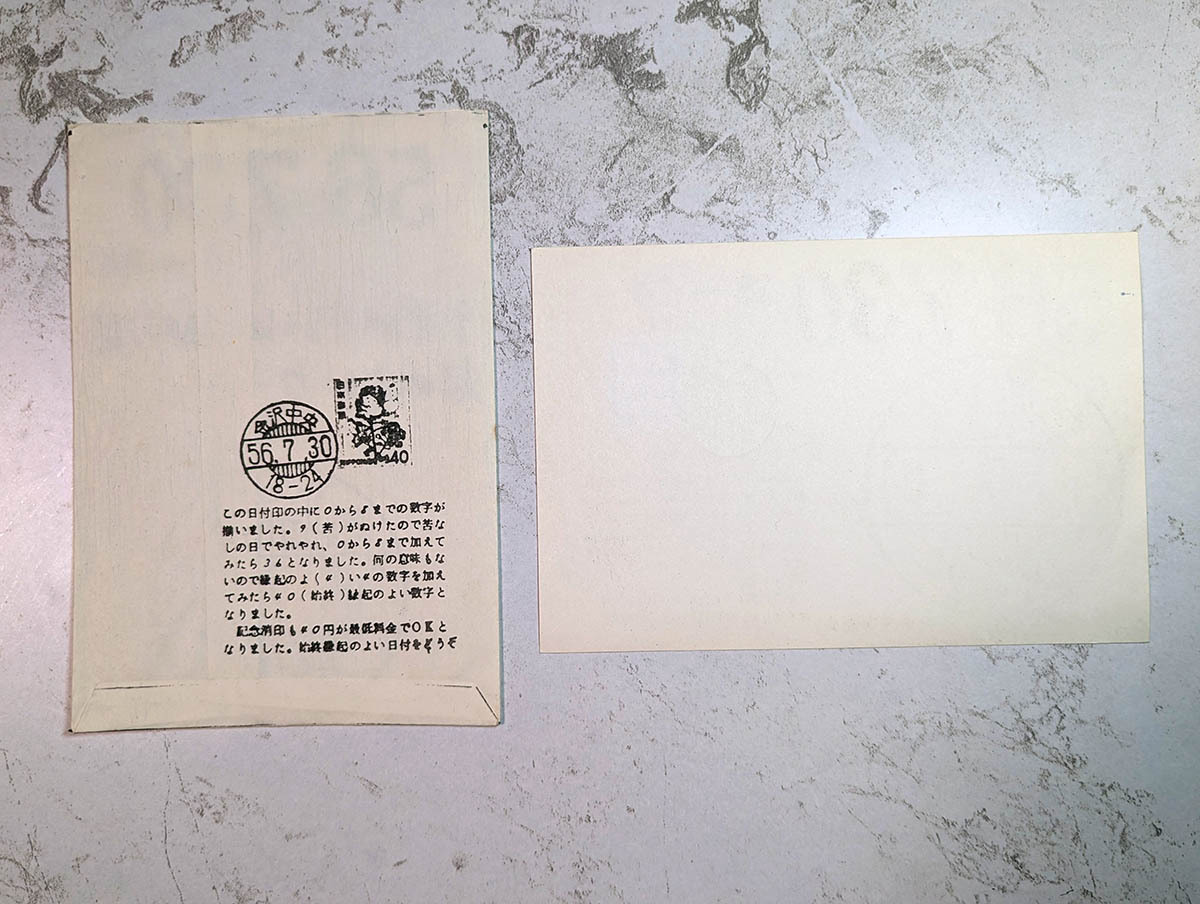 沢中央
56.7.30
18-24
日本郵便
NIPPON
40
この日付印の中に0から8までの数字が
揃いました。9(苦)がぬけたので苦な
しの日でやれやれ、0から8まで加えて
みたら36となりました。何の意味もな
いので縁起のよ(4)い4の数字を加え
てみたら40(始終)縁起のよい数字と
なりました。
記念消印も40円が最低料金でOKと
なりました。始終縁起のよい日付をどうぞ